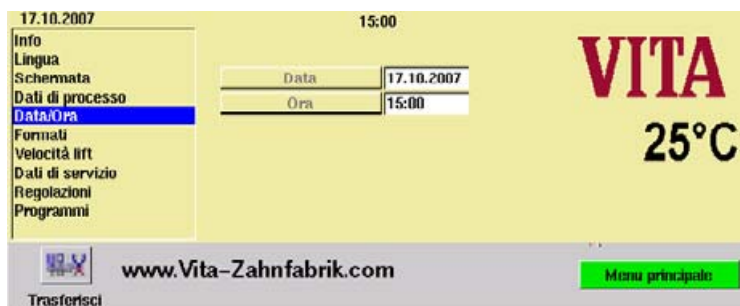 17.10.2007 15:00
Info
Lingua
Schermata
Dati di processo
Data/Ora
Formati
Velocità lift
Dati di servizio
Regolazioni
Programmi
Data 17.10.2007
Ora 15:00
VITA
25°C
Trasferisci
www.Vita-Zahnfabrik.com
Menu principale